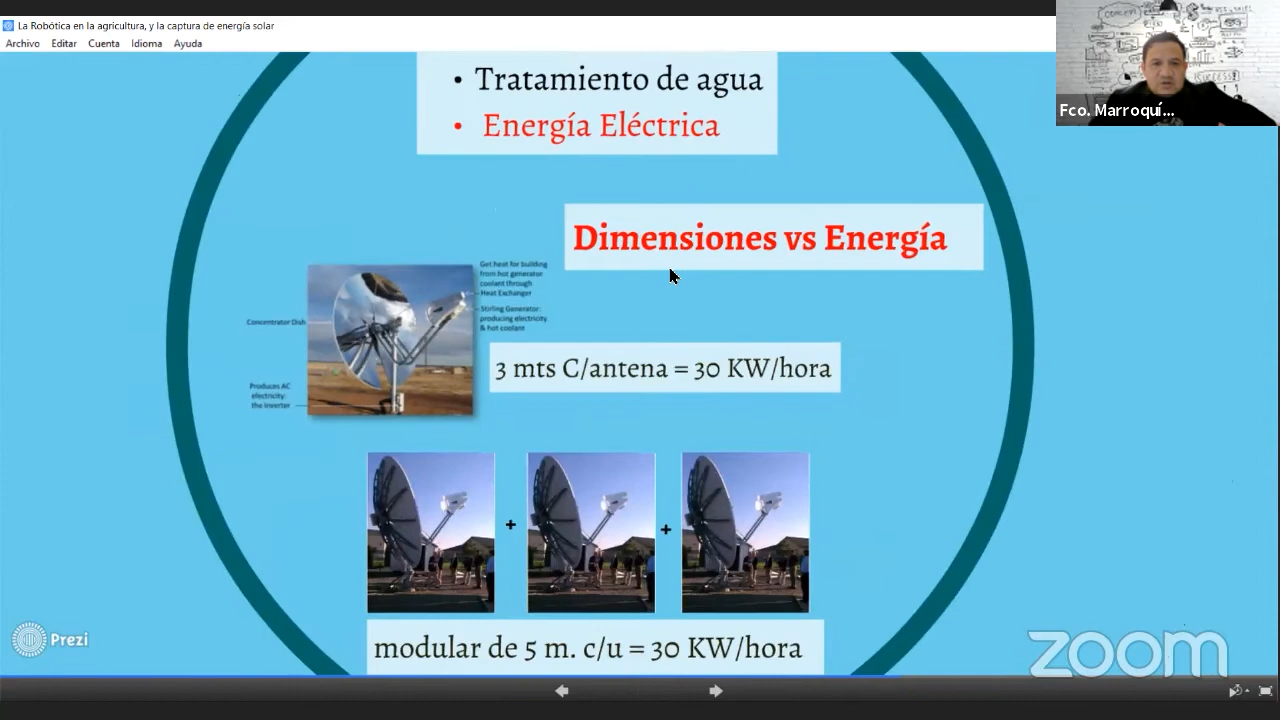 La Robótica en la agricultura, y la captura de energía solar
Archivo Editar Cuenta Idioma Ayuda
Fco. Marroquí...
• Tratamiento de agua
• Energía Eléctrica
Dimensiones vs Energía
Get heat for building
from hot generator
coolant through
Heat Exchanger
Stirling Generator:
producing electricity
& hot coolant
Concentrator Dish
Produces AC
electricity:
the Inverter
3 mts C/antena = 30 KW/hora
+ +
modular de 5 m. c/u = 30 KW/hora
Prezi
zoom